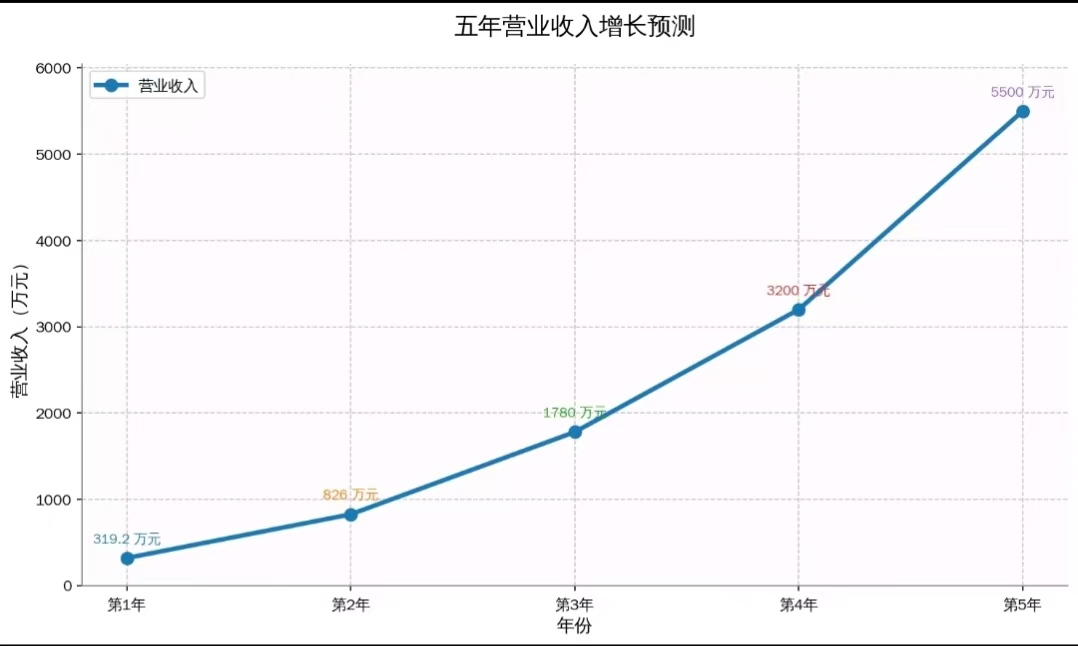 五年营业收入增长预测
营业收入
营业收入（万元）
6000
5000
4000
3000
2000
1000
0
319.2 万元
826 万元
1780 万元
3200 万元
5500 万元
第1年
第2年
第3年
第4年
第5年
年份